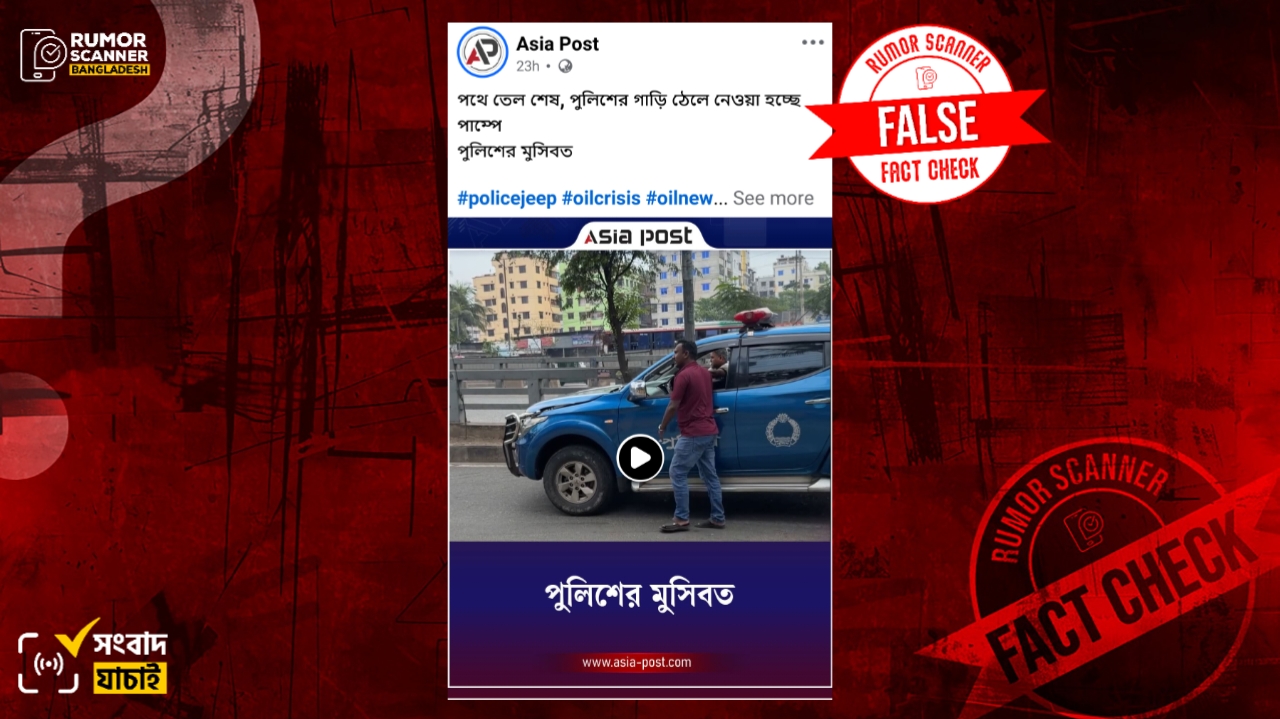 RUMOR
SCANNER
BANGLADESH
Asia Post
23h
পথে তেল শেষ, পুলিশের গাড়ি ঠেলে নেওয়া হচ্ছে
পাম্পে
পুলিশের মুসিবত
#policejeep #oilcrisis #oilnew... See more
RUMOR SCANNER
FALSE
FACT CHECK
ASIA POST
পুলিশের মুসিবত
www.asia-post.com
সংবাদ
যাচাই
RUMOR SCANNER
FACT CHECK